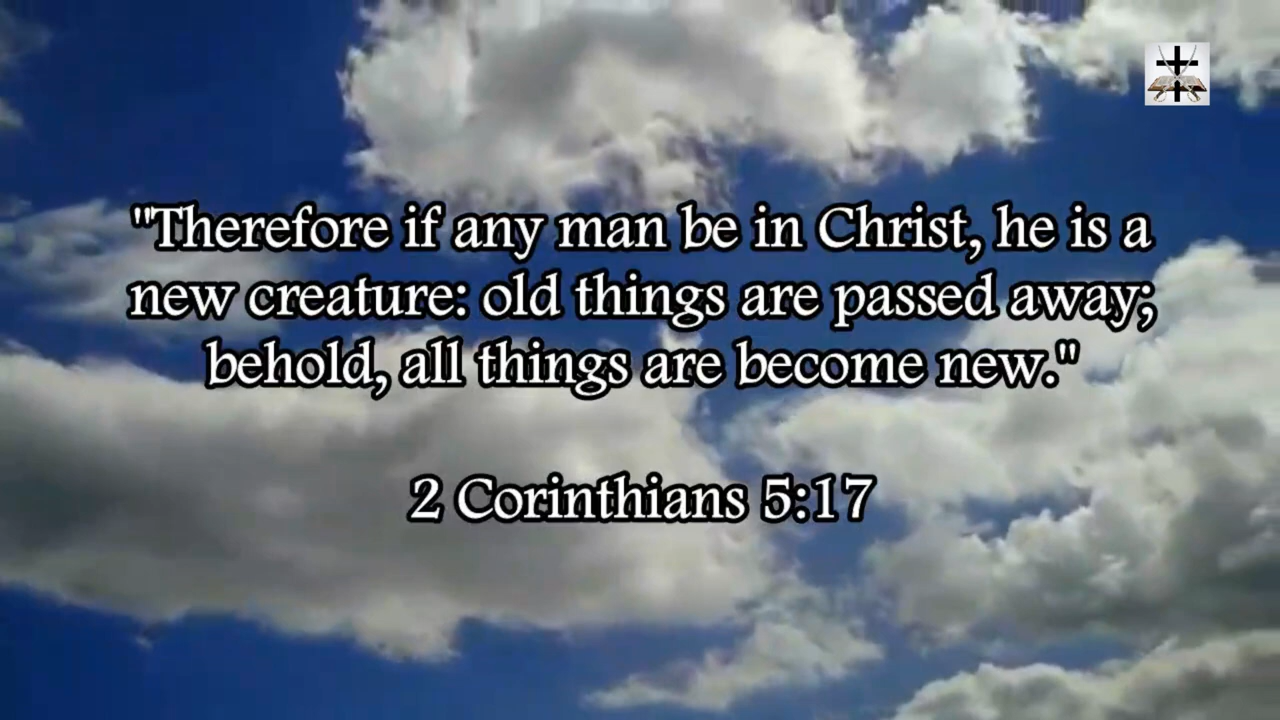 "Therefore if any man be in Christ, he is a
new creature: old things are passed away;
behold, all things are become new."
2 Corinthians 5:17